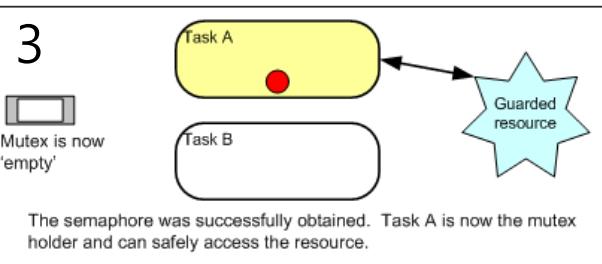 3
Task A
Guarded
resource
Mutex is now
'empty'
Task B
The semaphore was successfully obtained.  Task A is now the mutex
holder and can safely access the resource.